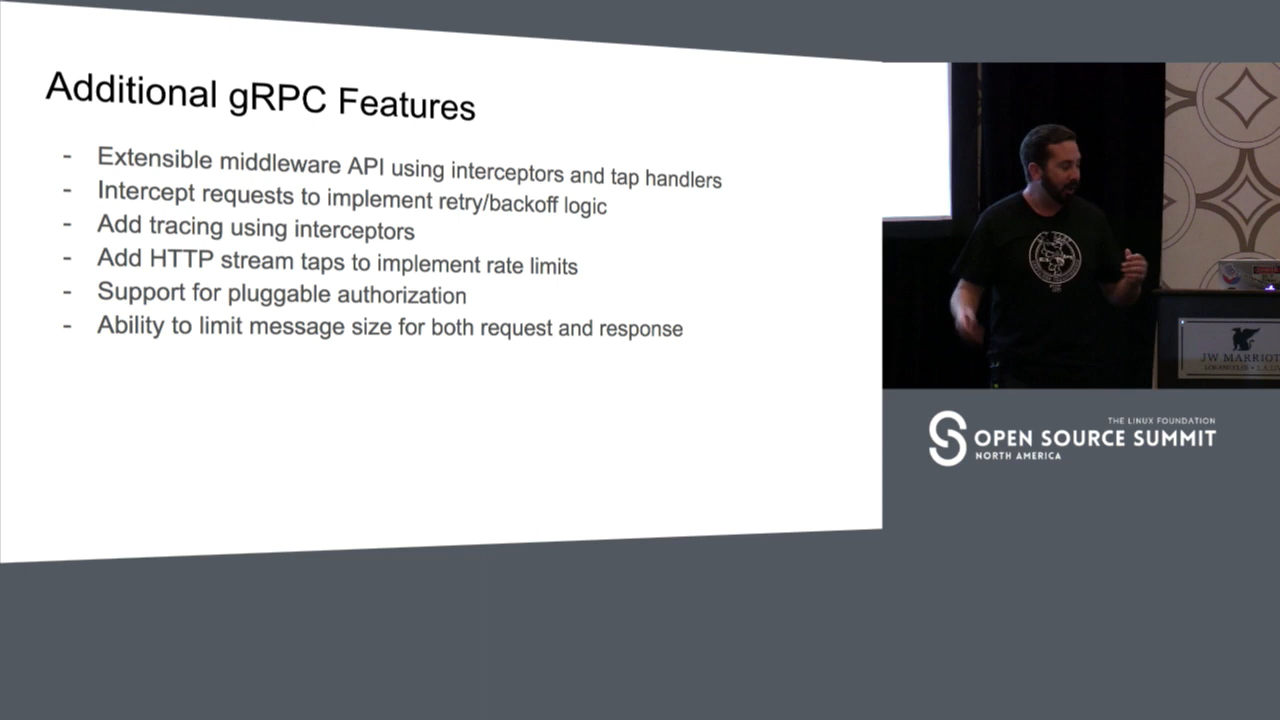 Additional gRPC Features
- Extensible middleware API using interceptors and tap handlers
- Intercept requests to implement retry/backoff logic
- Add tracing using interceptors
- Add HTTP stream taps to implement rate limits
- Support for pluggable authorization
- Ability to limit message size for both request and response
JW MARRIOT
THE LINUX FOUNDATION
OPEN SOURCE SUMMIT
NORTH AMERICA